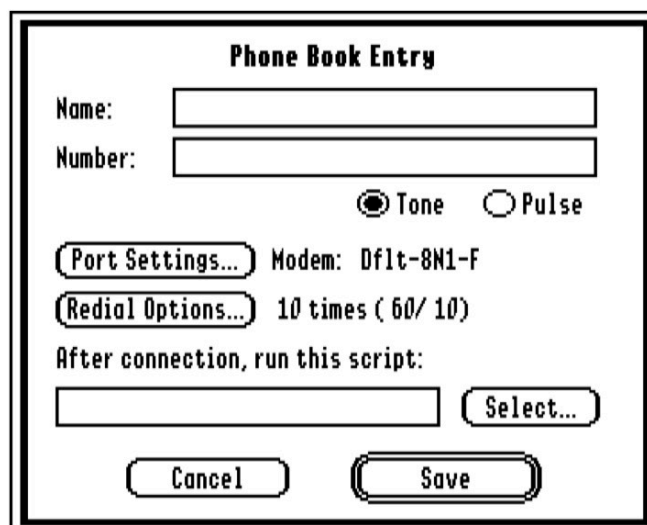 Phone Book Entry
Name:
Number:
Tone Pulse
Port Settings... Modem: Dflt-8N1-F
Redial Options... 10 times ( 60/ 10)
After connection, run this script:
Select...
Cancel Save